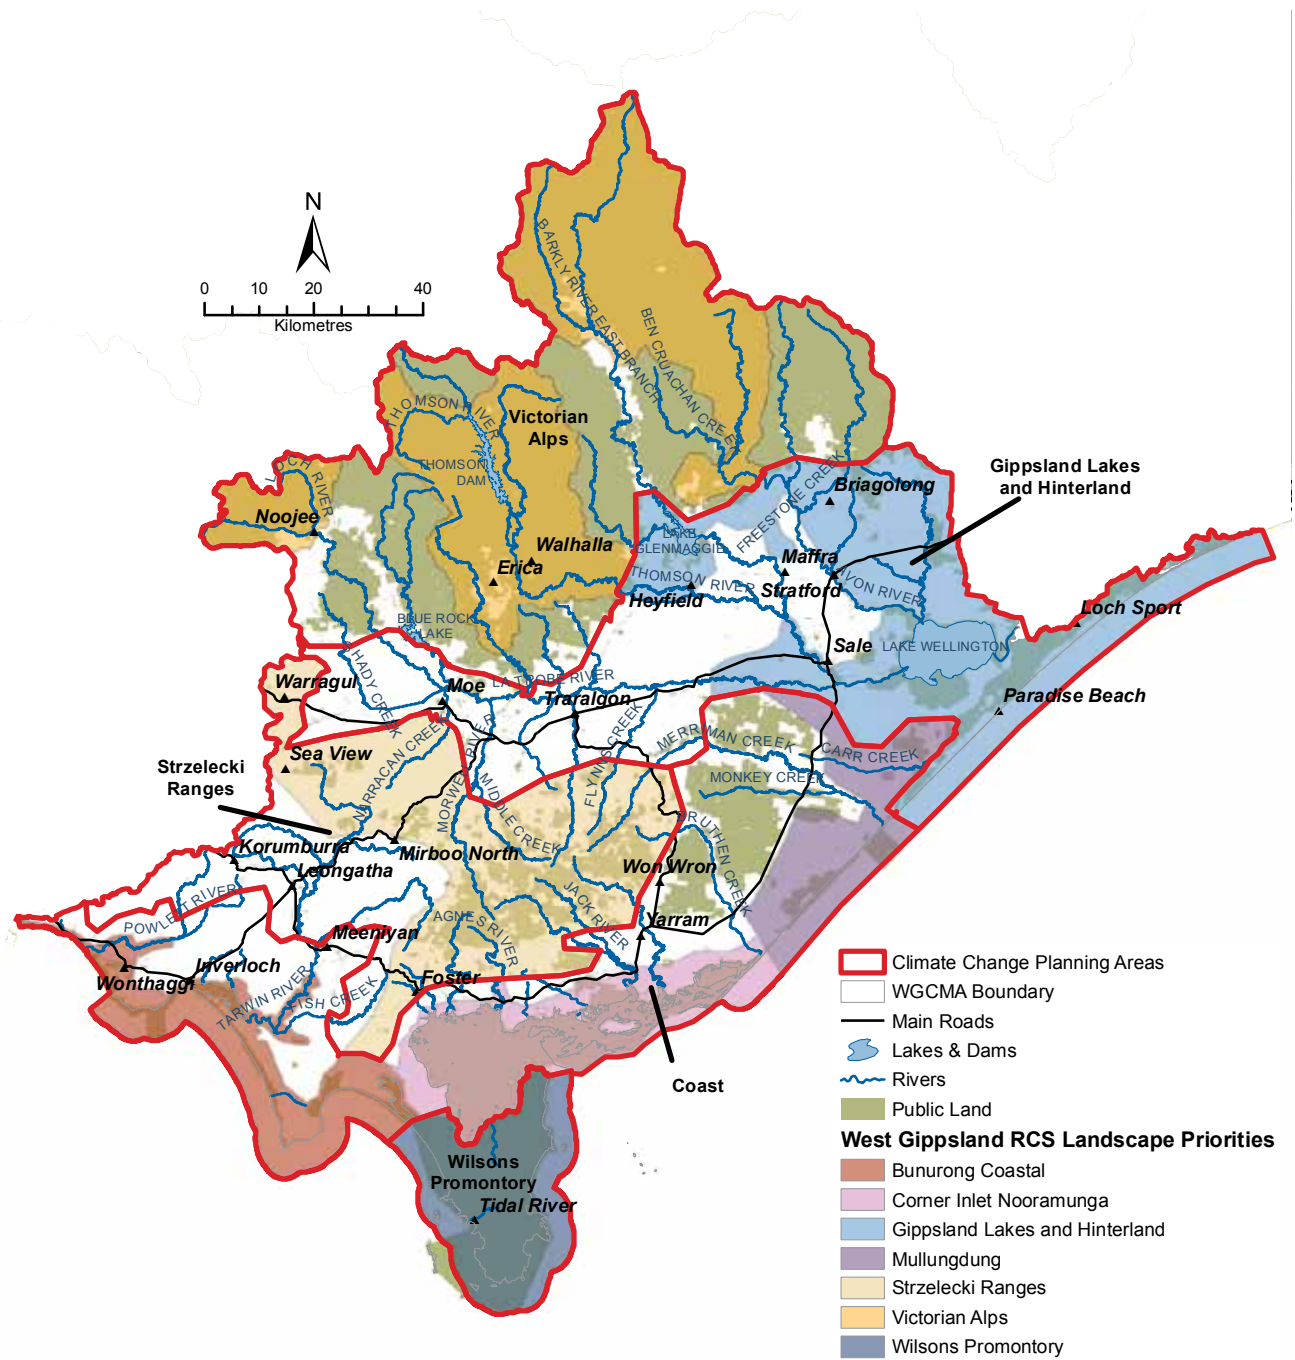 N
0 10 20 40
Kilometres
BARKLY RIVER EAST BRANCH
BEN CRUACHAN CREEK
THOMSON RIVER
Victorian
Alps
THOMSON
DAM
LOCH RIVER
Noojee
Walhalla
Erica
BLUE ROCK
LAKE
Gippsland Lakes
and Hinterland
Briagolong
FREESTONE CREEK
LAKE
GLENMAGGIE
Maffra
THOMSON RIVER
Heyfield
Stratford
AVON RIVER
Loch Sport
Sale
LAKE WELLINGTON
Paradise Beach
SHADY CREEK
Warragul
Moe
LA TROBE RIVER
Traralgon
Sea View
NARRACAN CREEK
MORWELL RIVER
MIDDLE CREEK
FLYNNS CREEK
MERRIMAN CREEK
CARR CREEK
MONKEY CREEK
BRUTHEN CREEK
Strzelecki
Ranges
Korumburra
Leongatha
Mirboo North
Won Wron
JACK RIVER
Yarram
AGNES RIVER
POWLETT RIVER
Meeniyan
Inverloch
Wonthaggi
TARWIN RIVER
FISH CREEK
Foster
Coast
Wilsons
Promontory
Tidal River
Climate Change Planning Areas
WGCMA Boundary
Main Roads
Lakes & Dams
Rivers
Public Land
West Gippsland RCS Landscape Priorities
Bunurong Coastal
Corner Inlet Nooramunga
Gippsland Lakes and Hinterland
Mullungdung
Strzelecki Ranges
Victorian Alps
Wilsons Promontory